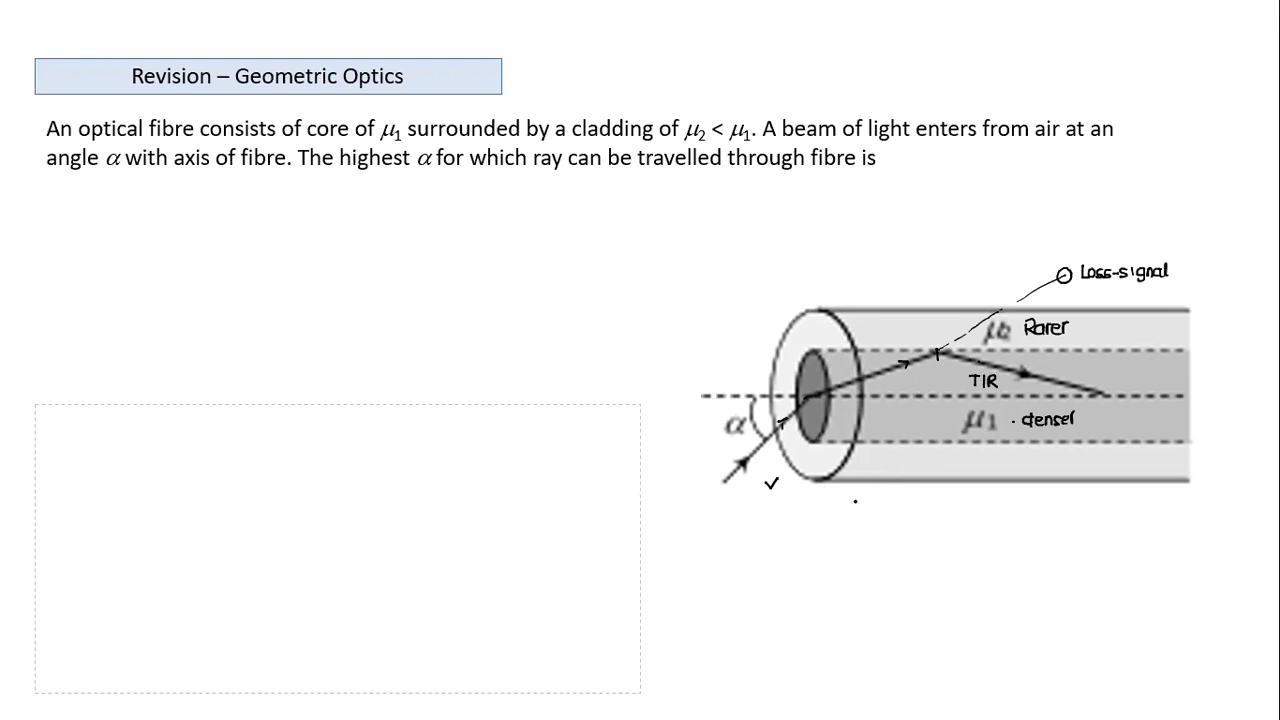 Revision – Geometric Optics
An optical fibre consists of core of μ1 surrounded by a cladding of μ2 < μ1. A beam of light enters from air at an
angle α with axis of fibre. The highest α for which ray can be travelled through fibre is
Loss-signal
μ2 Rarer
TIR
α
μ1 . denser